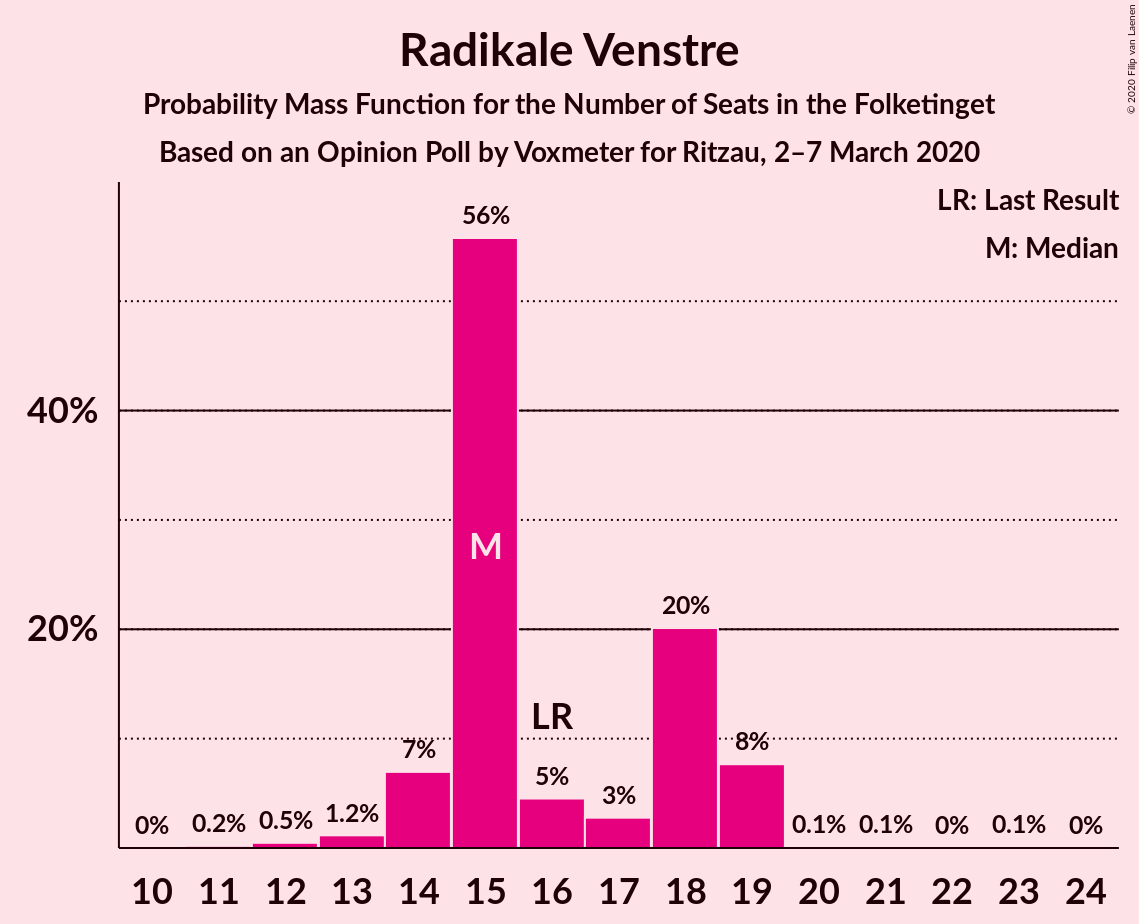 Radikale Venstre
Probability Mass Function for the Number of Seats in the Folketinget
Based on an Opinion Poll by Voxmeter for Ritzau, 2–7 March 2020
© 2020 Filip van Laenen
LR: Last Result
M: Median
56%
40%
M
20%
20%
LR
7%
8%
5%
3%
0%
0.2%
0.5%
1.2%
0.1%
0.1%
0%
0.1%
0%
10 11 12 13 14 15 16 17 18 19 20 21 22 23 24